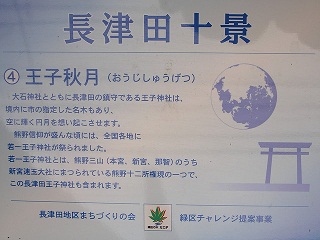 長津田十景
④ 王子秋月（おうじしゅうげつ）
大石神社とともに長津田の鎮守である王子神社は、
境内に市の指定した名木もあり、
空に輝く円月を想い起こさせます。
熊野信仰が盛んな頃には、全国各地に
若一王子神社が祭られました。
若一王子神社とは、熊野三山（本宮、新宮、那智）のうち
新宮速玉大社にまつられている熊野十二所権現の一つで、
この長津田王子神社も含まれます。
長津田地区まちづくりの会
緑区チャレンジ提案事業